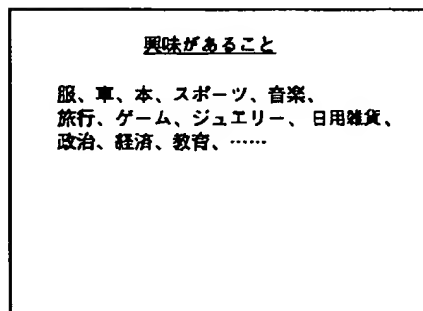 興味があること
服、車、本、スポーツ、音楽、
旅行、ゲーム、ジュエリー、日用雑貨、
政治、経済、教育、……